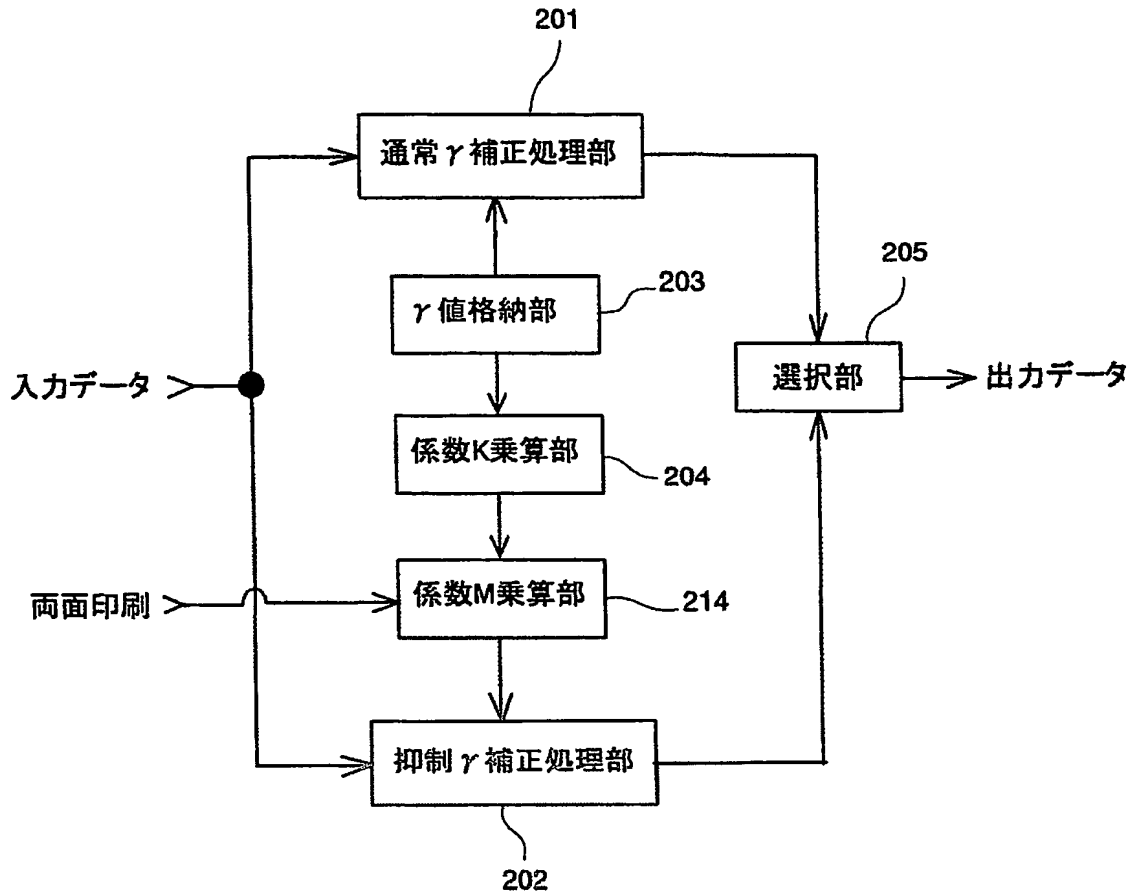 201
通常γ補正処理部
205
γ値格納部
203
入力データ
選択部
出力データ
係数K乗算部
204
両面印刷
係数M乗算部
214
抑制γ補正処理部
202